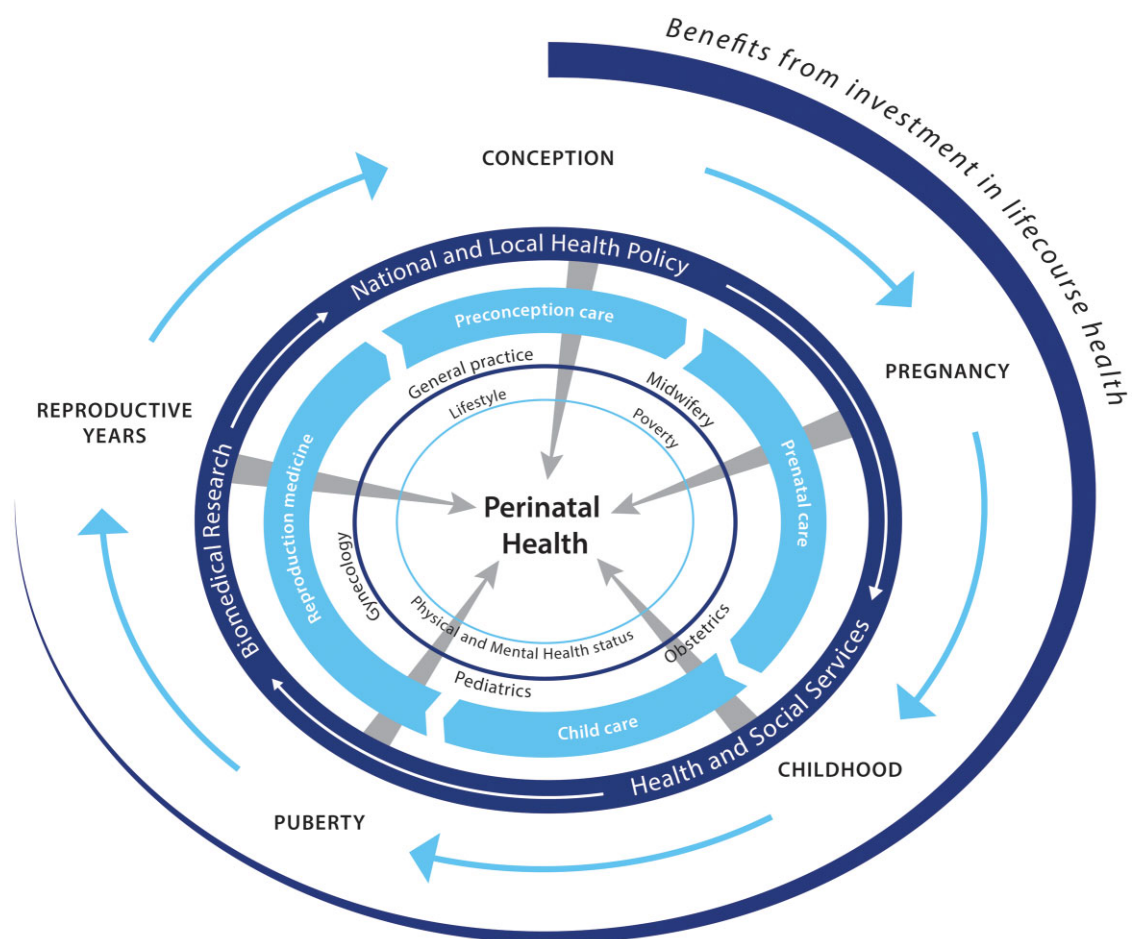 Benefits from investment in lifecourse health
CONCEPTION
PREGNANCY
CHILDHOOD
PUBERTY
REPRODUCTIVE
YEARS
National and Local Health Policy
Health and Social Services
Biomedical Research
Preconception care
Prenatal care
Child care
Reproduction medicine
General practice
Midwifery
Obstetrics
Pediatrics
Gynecology
Lifestyle
Poverty
Physical and Mental Health status
Perinatal
Health